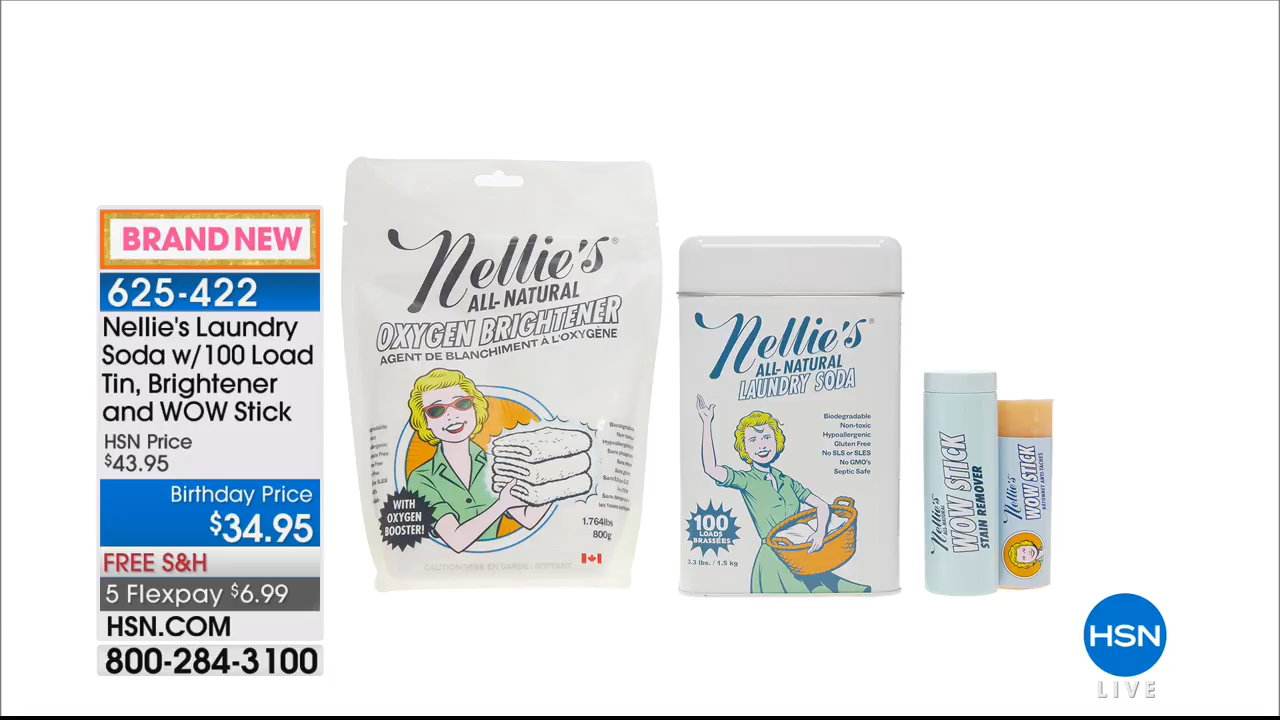 BRAND NEW
625-422
Nellie's Laundry
Soda w/100 Load
Tin, Brightener
and WOW Stick
HSN Price
$43.95
Birthday Price
$34.95
FREE S&H
5 Flexpay $6.99
HSN.COM
800-284-3100
Nellie's®
ALL-NATURAL
OXYGEN BRIGHTENER
AGENT DE BLANCHIMENT À L'OXYGÈNE
WITH
OXYGEN
BOOSTER!
1.764lbs
800g
Nellie's®
ALL-NATURAL
LAUNDRY SODA
Biodegradable
Non-toxic
Hypoallergenic
Gluten Free
No SLS or SLES
No GMO's
Septic Safe
100
LOADS
BRASSÉES
3.3 lbs. / 1.5 kg
Nellie's
ALL-NATURAL
WOW STICK
STAIN REMOVER
Nellie's
WOW STICK
HSN
LIVE